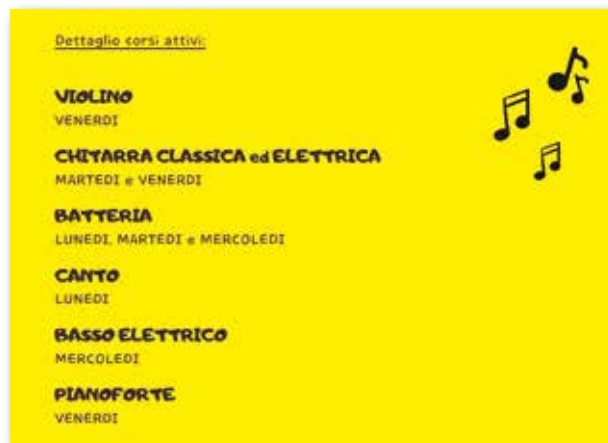 Dettaglio corsi attivi:
VIOLINO
VENERDI
CHITARRA CLASSICA ed ELETTRICA
MARTEDI e VENERDI
BATTERIA
LUNEDI, MARTEDI e MERCOLEDI
CANTO
LUNEDI
BASSO ELETTRICO
MERCOLEDI
PIANOFORTE
VENERDI